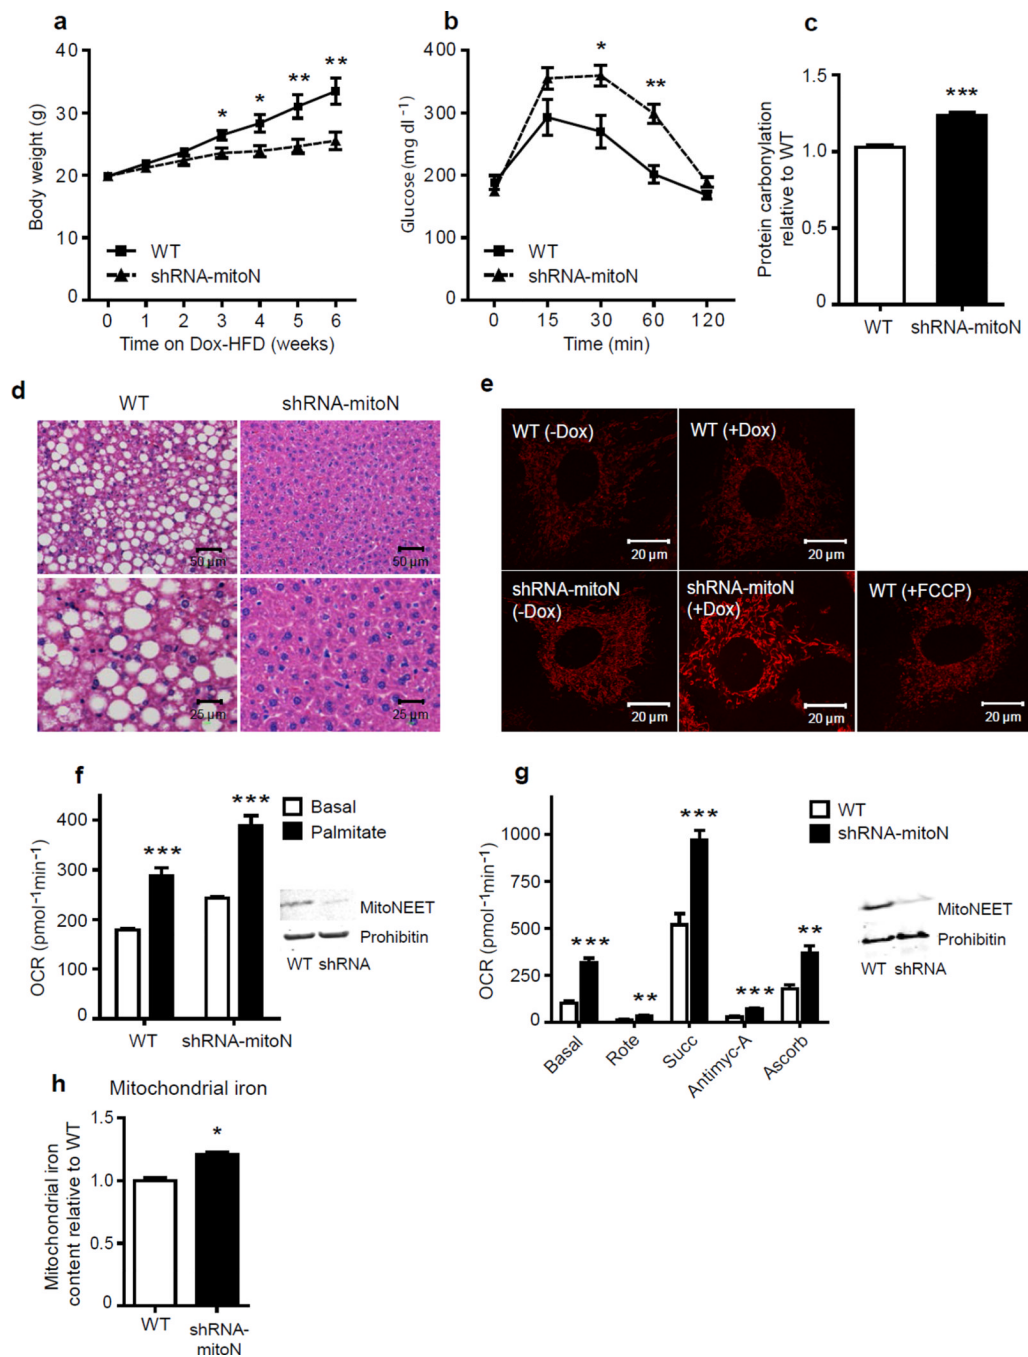 a
40
30
20
10
0
Body weight (g)
*
*
**
**
WT
shRNA-mitoN
0 1 2 3 4 5 6
Time on Dox-HFD (weeks)
b
400
300
200
100
0
Glucose (mg dl⁻¹)
*
**
WT
shRNA-mitoN
0 15 30 60 120
Time (min)
c
1.5
1.0
0.5
0
Protein carbonylation
relative to WT
***
WT shRNA-mitoN
d
WT shRNA-mitoN
50 µm
50 µm
25 µm
25 µm
e
WT (-Dox)
20 µm
WT (+Dox)
20 µm
shRNA-mitoN
(-Dox)
20 µm
shRNA-mitoN
(+Dox)
20 µm
WT (+FCCP)
20 µm
f
400
300
200
100
0
OCR (pmol⁻¹min⁻¹)
***
***
Basal
Palmitate
WT shRNA-mitoN
MitoNEET
Prohibitin
WT shRNA
g
1000
750
500
250
0
OCR (pmol⁻¹min⁻¹)
***
**
***
***
**
WT
shRNA-mitoN
Basal
Rote
Succ
Antimyc-A
Ascorb
MitoNEET
Prohibitin
WT shRNA
h
Mitochondrial iron
1.5
1.0
0.5
0
Mitochondrial iron
content relative to WT
*
WT
shRNA-
mitoN